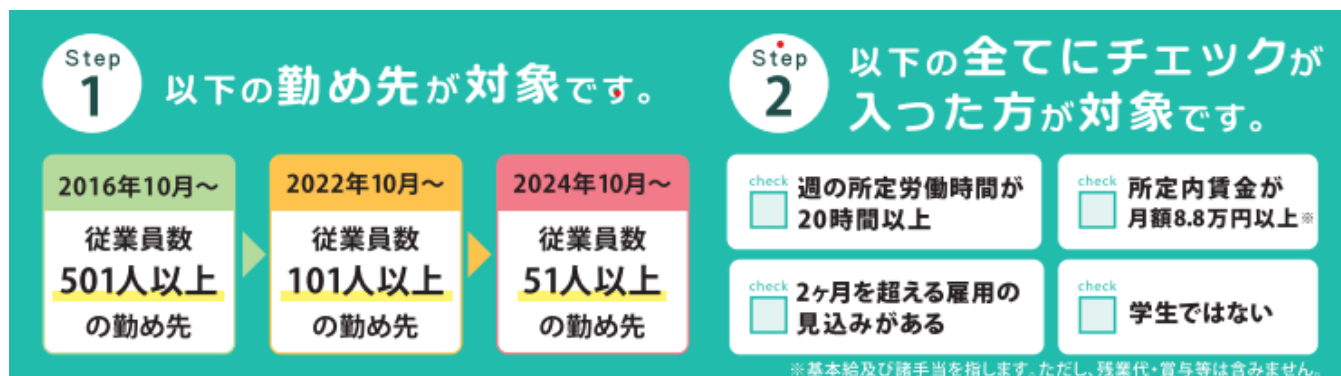 Step
1
以下の勤め先が対象です。
2016年10月～
従業員数
501人以上
の勤め先
2022年10月～
従業員数
101人以上
の勤め先
2024年10月～
従業員数
51人以上
の勤め先
Step
2
以下の全てにチェックが
入った方が対象です。
check
週の所定労働時間が
20時間以上
check
所定内賃金が
月額8.8万円以上※
check
2ヶ月を超える雇用の
見込みがある
check
学生ではない
※基本給及び諸手当を指します。ただし、残業代・賞与等は含みません。